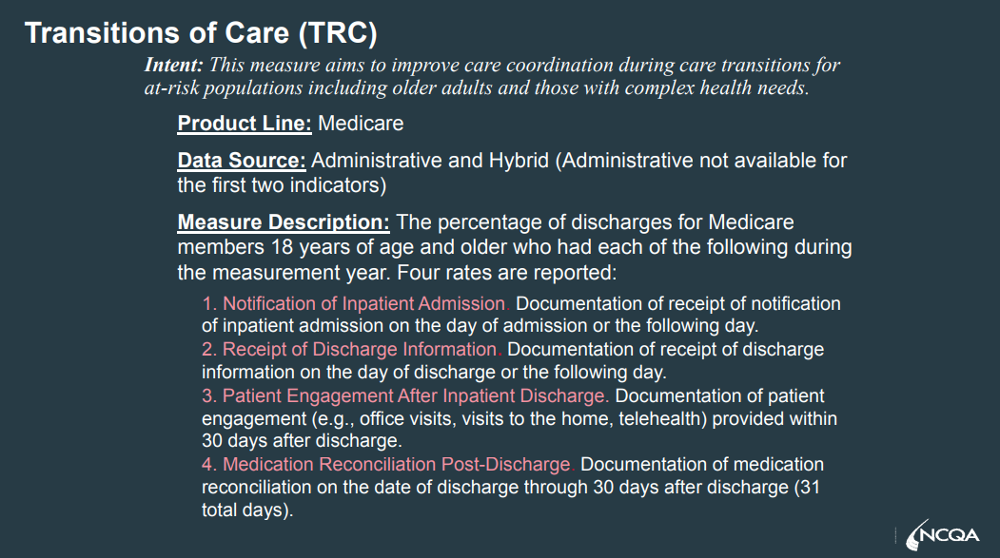 Transitions of Care (TRC)
Intent: This measure aims to improve care coordination during care transitions for
at-risk populations including older adults and those with complex health needs.
Product Line: Medicare
Data Source: Administrative and Hybrid (Administrative not available for
the first two indicators)
Measure Description: The percentage of discharges for Medicare
members 18 years of age and older who had each of the following during
the measurement year. Four rates are reported:
1. Notification of Inpatient Admission. Documentation of receipt of notification
of inpatient admission on the day of admission or the following day.
2. Receipt of Discharge Information. Documentation of receipt of discharge
information on the day of discharge or the following day.
3. Patient Engagement After Inpatient Discharge. Documentation of patient
engagement (e.g., office visits, visits to the home, telehealth) provided within
30 days after discharge.
4. Medication Reconciliation Post-Discharge. Documentation of medication
reconciliation on the date of discharge through 30 days after discharge (31
total days).
NCQA